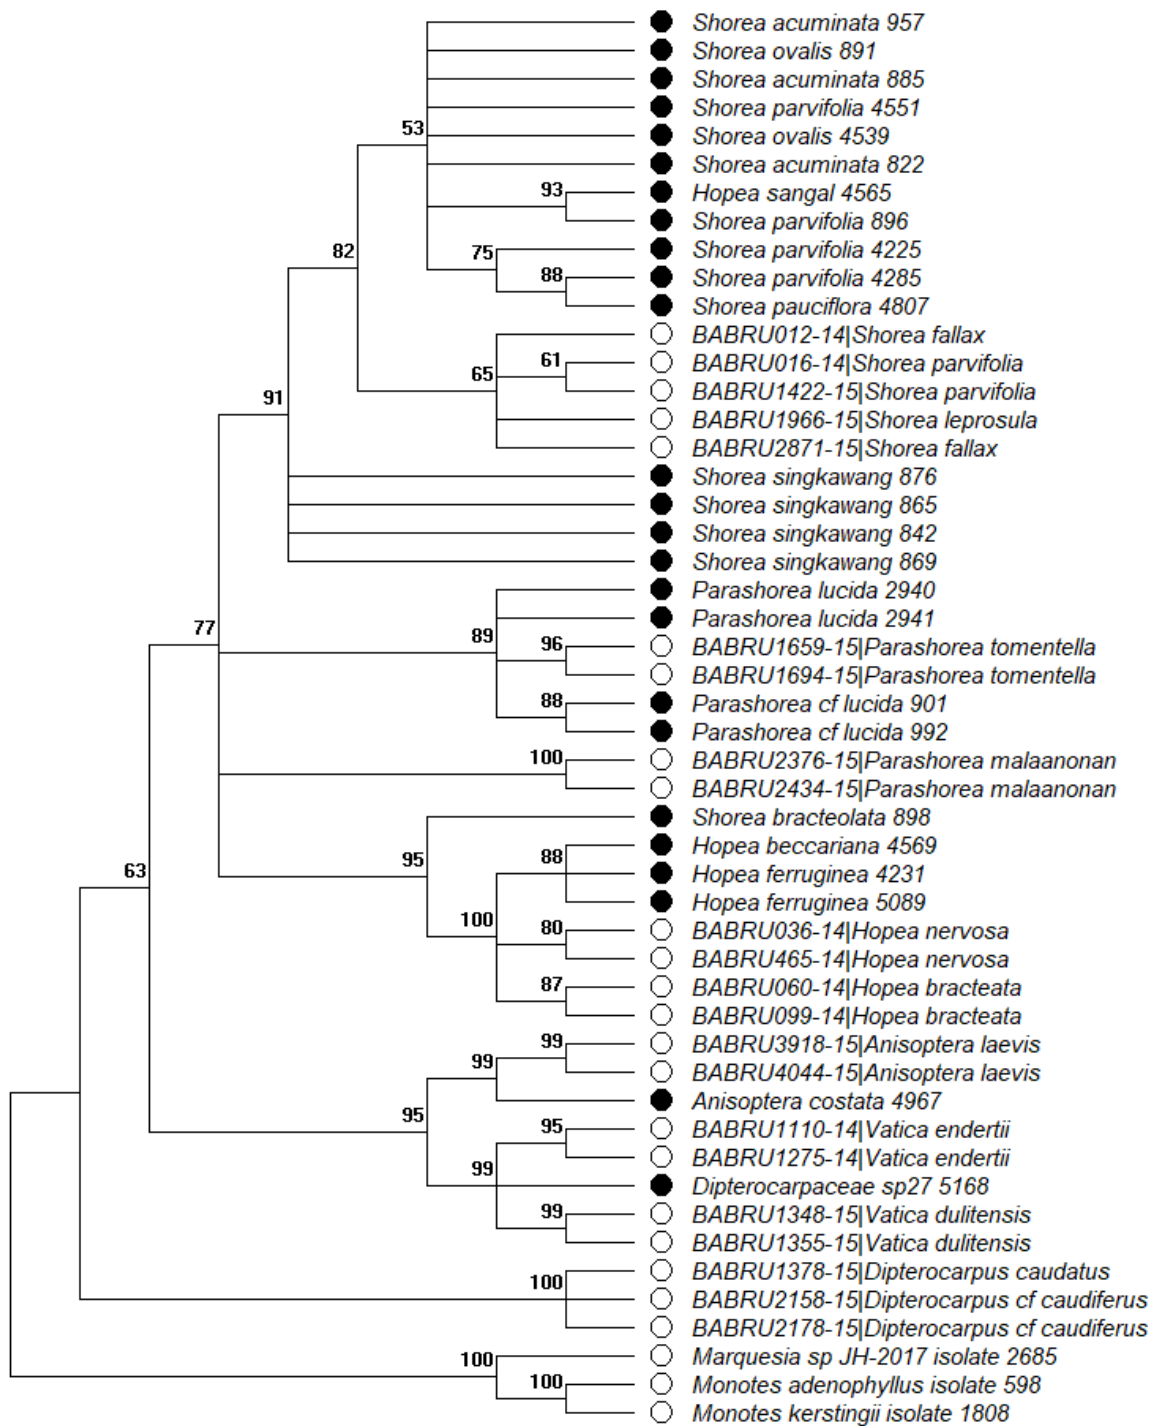 Shorea acuminata 957
Shorea ovalis 891
Shorea acuminata 885
Shorea parvifolia 4551
53
Shorea ovalis 4539
Shorea acuminata 822
93
Hopea sangal 4565
Shorea parvifolia 896
82
75
Shorea parvifolia 4225
88
Shorea parvifolia 4285
Shorea pauciflora 4807
BABRU012-14|Shorea fallax
61
BABRU016-14|Shorea parvifolia
65
BABRU1422-15|Shorea parvifolia
91
BABRU1966-15|Shorea leprosula
BABRU2871-15|Shorea fallax
Shorea singkawang 876
Shorea singkawang 865
Shorea singkawang 842
Shorea singkawang 869
Parashorea lucida 2940
77
Parashorea lucida 2941
89
96
BABRU1659-15|Parashorea tomentella
BABRU1694-15|Parashorea tomentella
88
Parashorea cf lucida 901
Parashorea cf lucida 992
100
BABRU2376-15|Parashorea malaanonan
BABRU2434-15|Parashorea malaanonan
Shorea bracteolata 898
63
95
88
Hopea beccariana 4569
Hopea ferruginea 4231
Hopea ferruginea 5089
100
80
BABRU036-14|Hopea nervosa
BABRU465-14|Hopea nervosa
87
BABRU060-14|Hopea bracteata
BABRU099-14|Hopea bracteata
99
BABRU3918-15|Anisoptera laevis
99
BABRU4044-15|Anisoptera laevis
Anisoptera costata 4967
95
95
BABRU1110-14|Vatica endertii
99
BABRU1275-14|Vatica endertii
Dipterocarpaceae sp27 5168
99
BABRU1348-15|Vatica dulitensis
BABRU1355-15|Vatica dulitensis
BABRU1378-15|Dipterocarpus caudatus
100
BABRU2158-15|Dipterocarpus cf caudiferus
BABRU2178-15|Dipterocarpus cf caudiferus
100
Marquesia sp JH-2017 isolate 2685
100
Monotes adenophyllus isolate 598
Monotes kerstingii isolate 1808